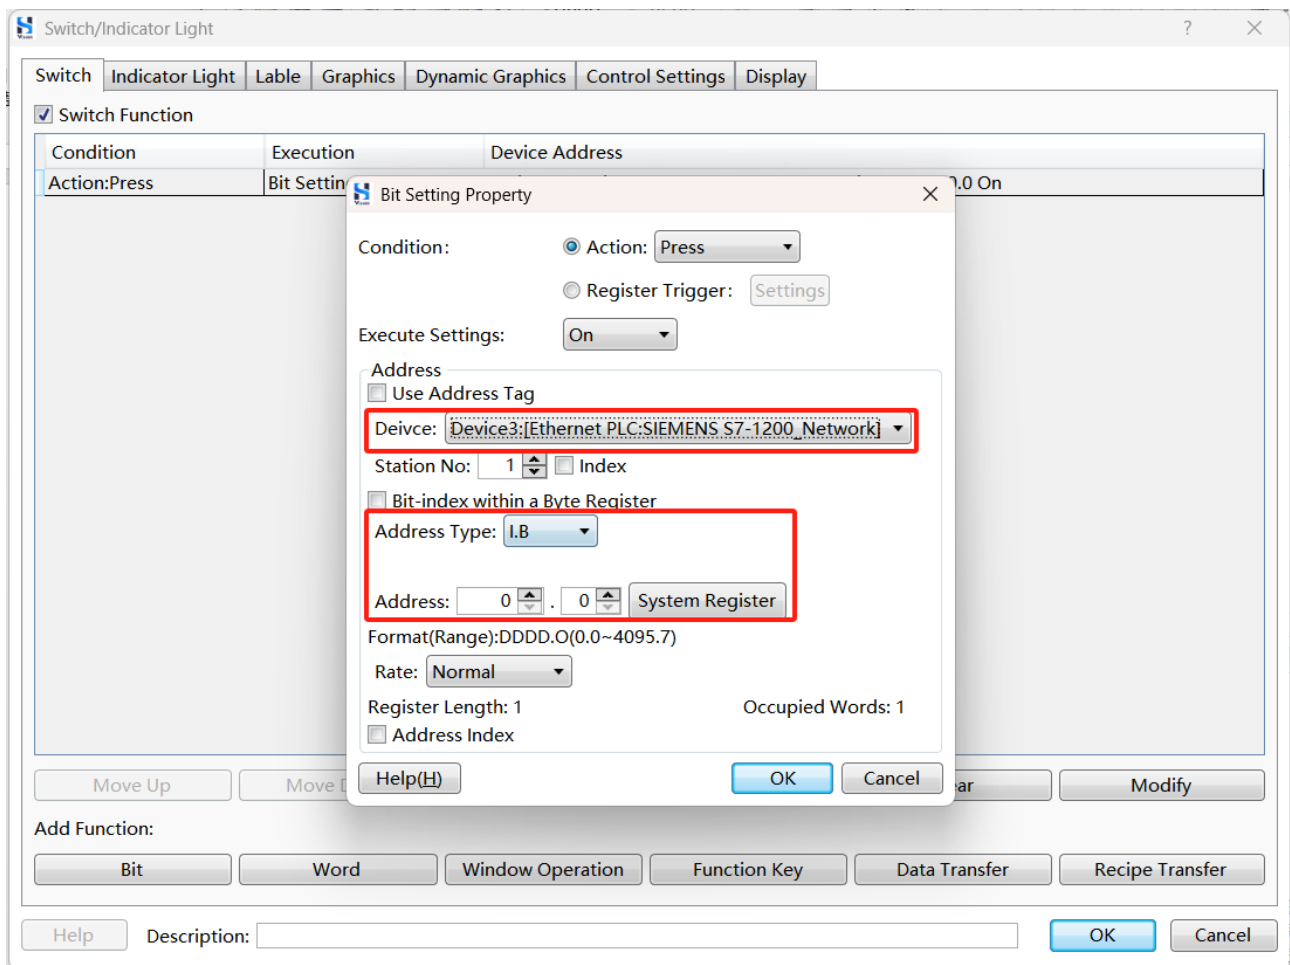 Switch/Indicator Light
Switch Indicator Light Lable Graphics Dynamic Graphics Control Settings Display
Switch Function
Condition Execution Device Address
Action:Press Bit 0.0 On
Bit Setting Property
Condition: Action: Press
Register Trigger: Settings
Execute Settings: On
Address
Use Address Tag
Deivce: Device3:[Ethernet PLC:SIEMENS S7-1200_Network]
Station No: 1 Index
Bit-index within a Byte Register
Address Type: I.B
Address: 0 . 0 System Register
Format(Range):DDDD.O(0.0~4095.7)
Rate: Normal
Register Length: 1 Occupied Words: 1
Address Index
Help(H) OK Cancel
Move Up Move Modify
Add Function:
Bit Word Window Operation Function Key Data Transfer Recipe Transfer
Help Description: OK Cancel